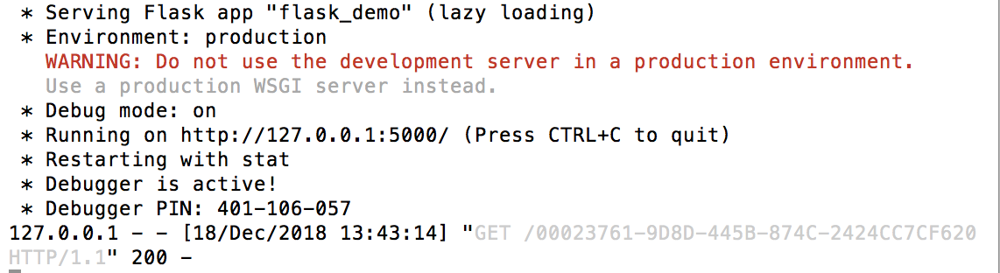 * Serving Flask app "flask_demo" (lazy loading)
* Environment: production
WARNING: Do not use the development server in a production environment.
Use a production WSGI server instead.
* Debug mode: on
* Running on http://127.0.0.1:5000/ (Press CTRL+C to quit)
* Restarting with stat
* Debugger is active!
* Debugger PIN: 401-106-057
127.0.0.1 - - [18/Dec/2018 13:43:14] "GET /00023761-9D8D-445B-874C-2424CC7CF620
HTTP/1.1" 200 -